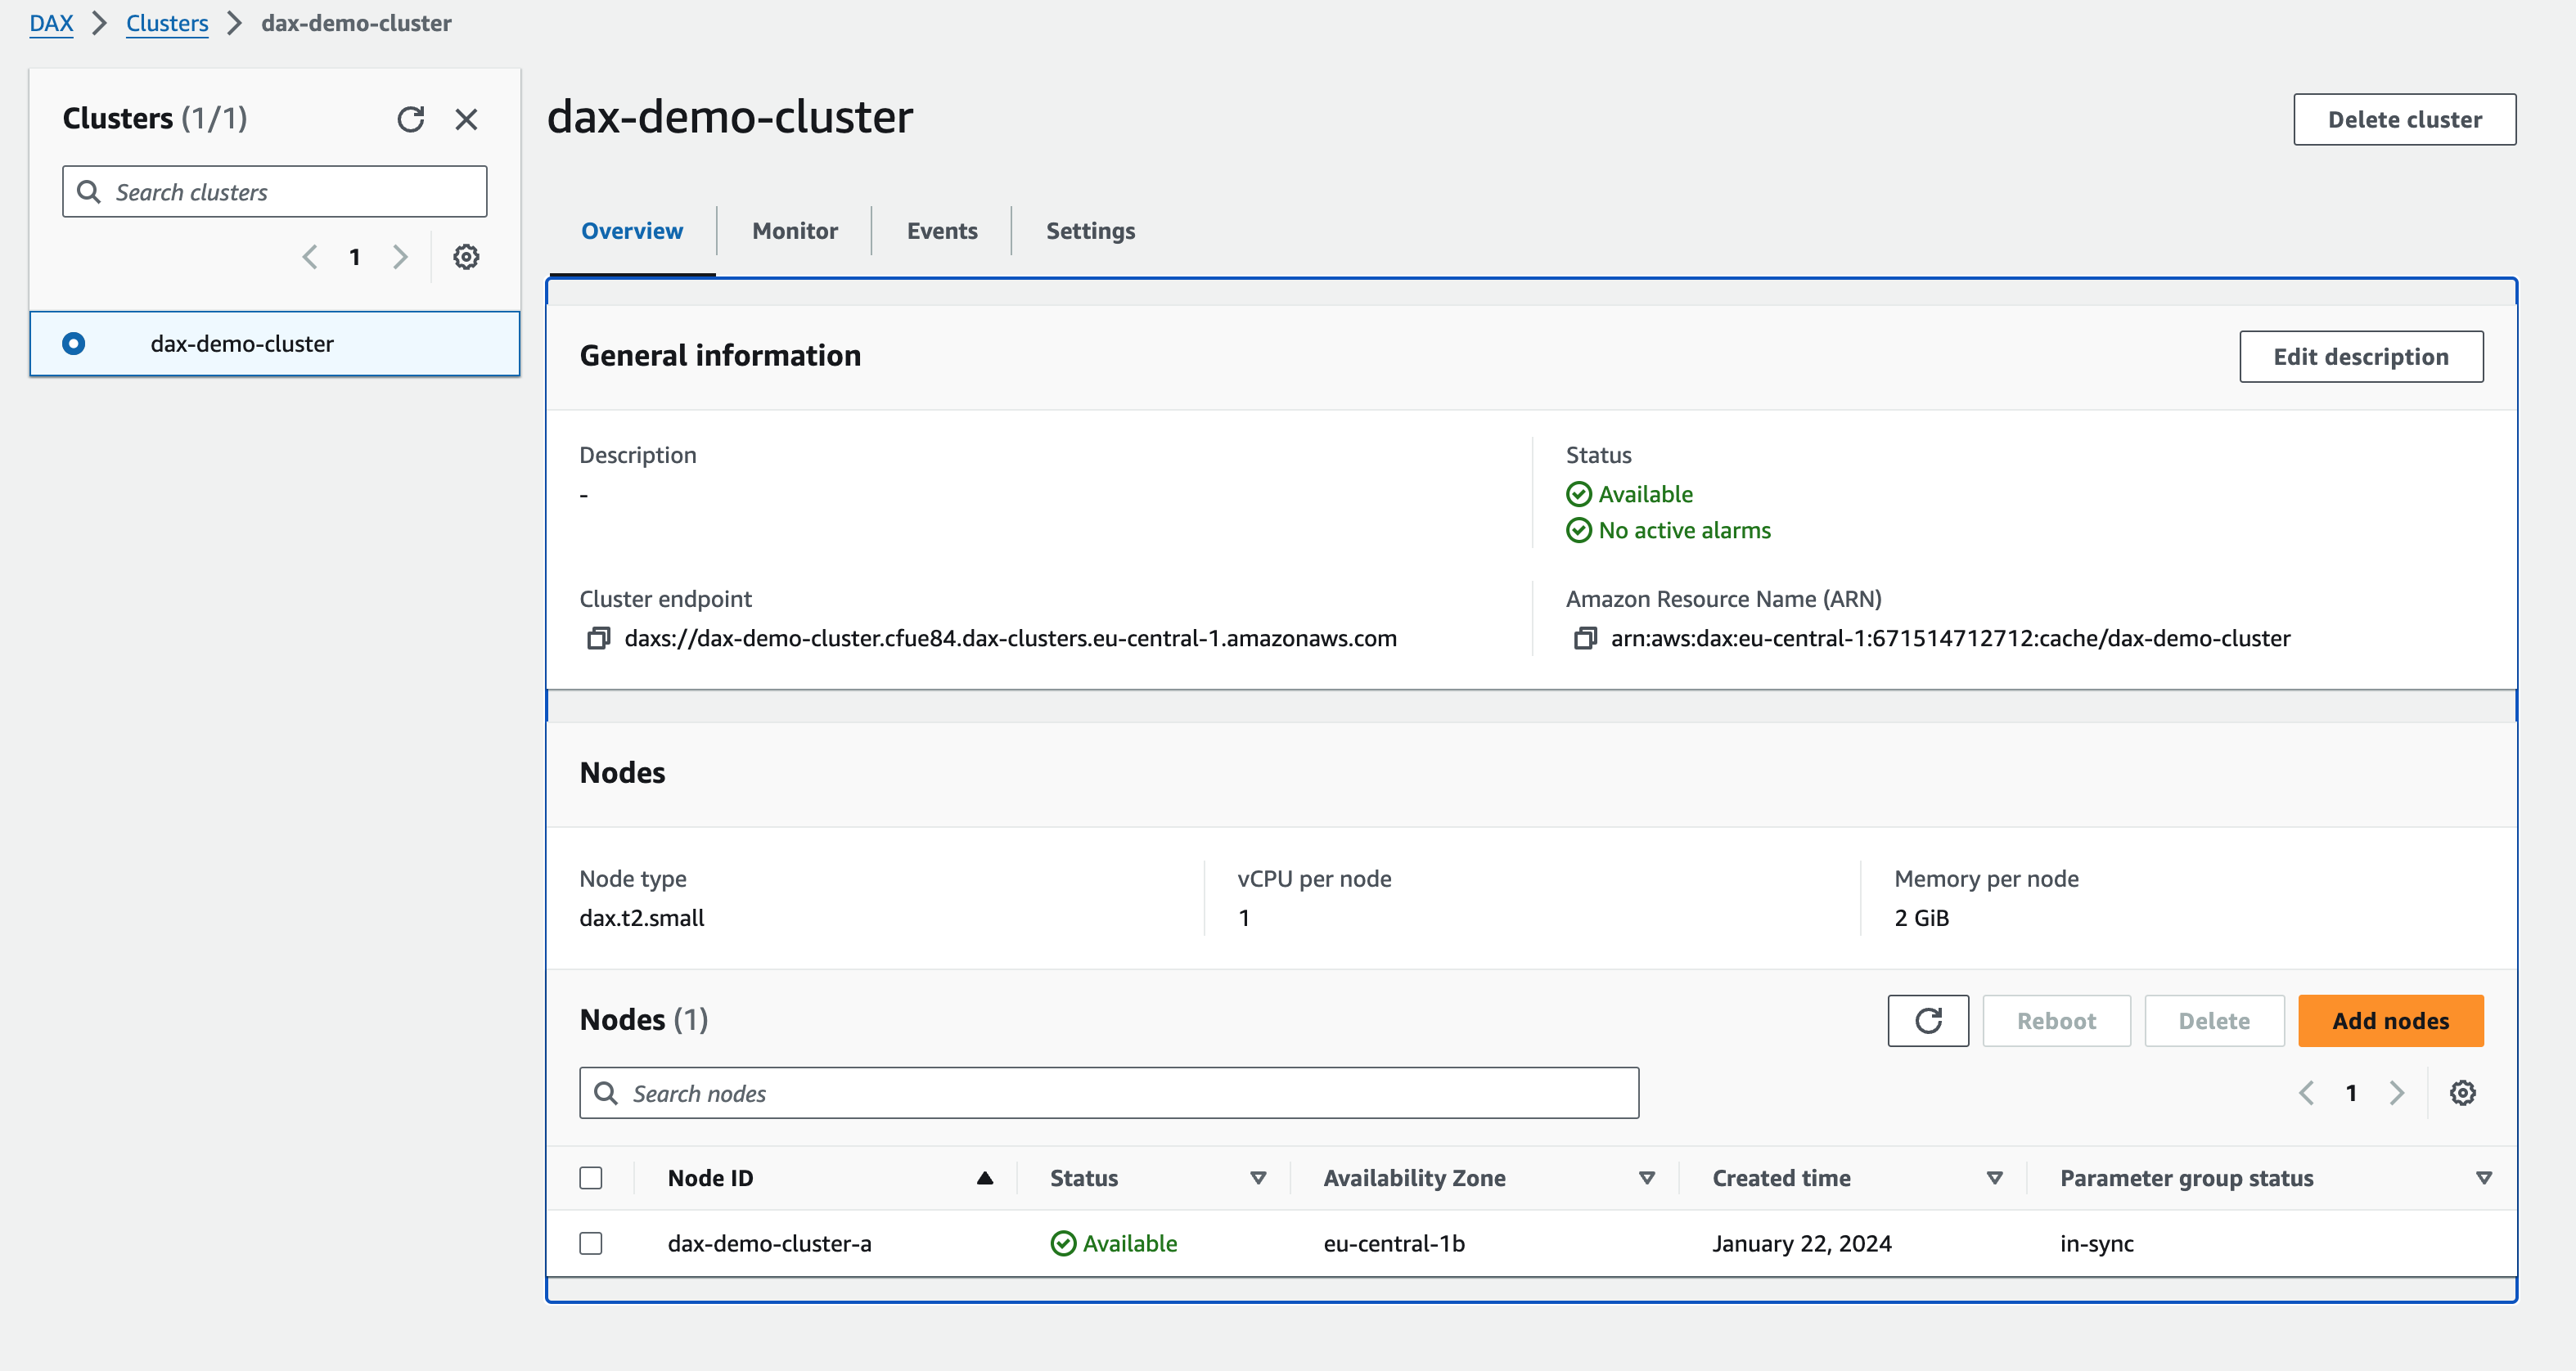 DAX > Clusters > dax-demo-cluster
Clusters (1/1)
Search clusters
1
dax-demo-cluster
dax-demo-cluster
Delete cluster
Overview Monitor Events Settings
General information
Edit description
Description
-
Status
Available
No active alarms
Cluster endpoint
daxs://dax-demo-cluster.cfue84.dax-clusters.eu-central-1.amazonaws.com
Amazon Resource Name (ARN)
arn:aws:dax:eu-central-1:671514712712:cache/dax-demo-cluster
Nodes
Node type
dax.t2.small
vCPU per node
1
Memory per node
2 GiB
Nodes (1)
Reboot Delete Add nodes
Search nodes
1
Node ID Status Availability Zone Created time Parameter group status
dax-demo-cluster-a Available eu-central-1b January 22, 2024 in-sync